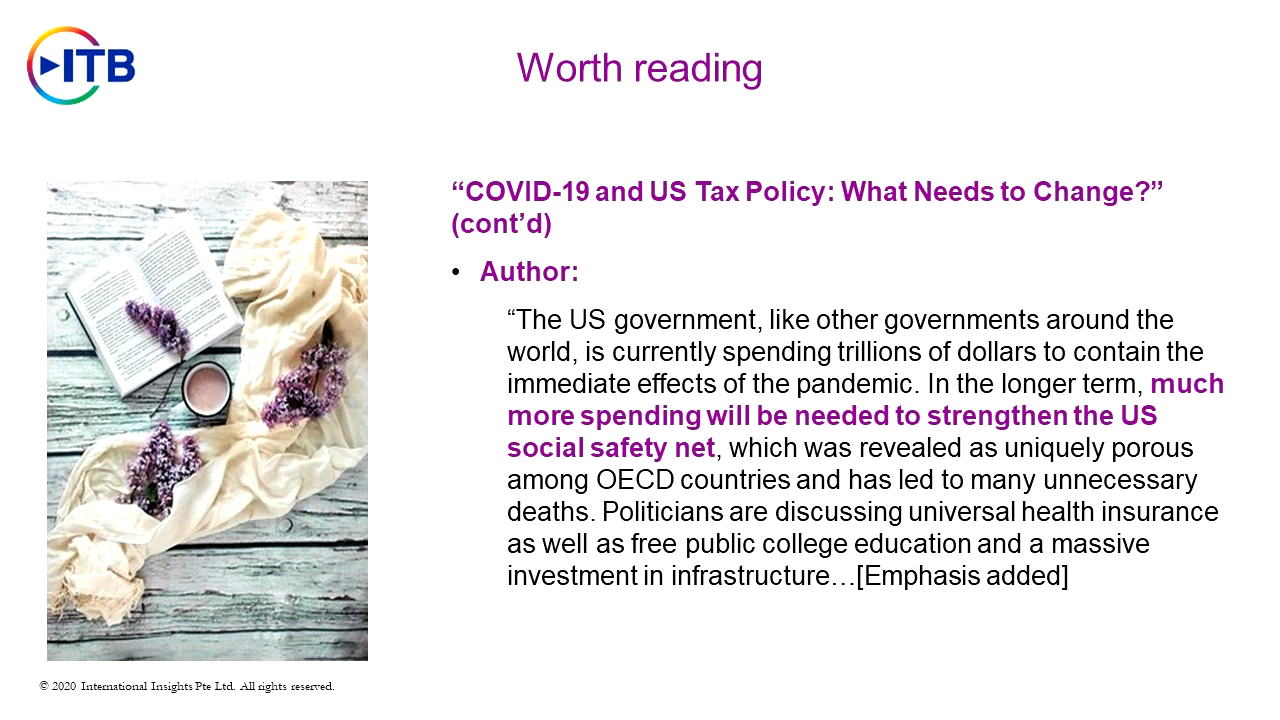 ITB
Worth reading
“COVID-19 and US Tax Policy: What Needs to Change?”
(cont’d)
• Author:
“The US government, like other governments around the
world, is currently spending trillions of dollars to contain the
immediate effects of the pandemic. In the longer term, much
more spending will be needed to strengthen the US
social safety net, which was revealed as uniquely porous
among OECD countries and has led to many unnecessary
deaths. Politicians are discussing universal health insurance
as well as free public college education and a massive
investment in infrastructure…[Emphasis added]
© 2020 International Insights Pte Ltd. All rights reserved.